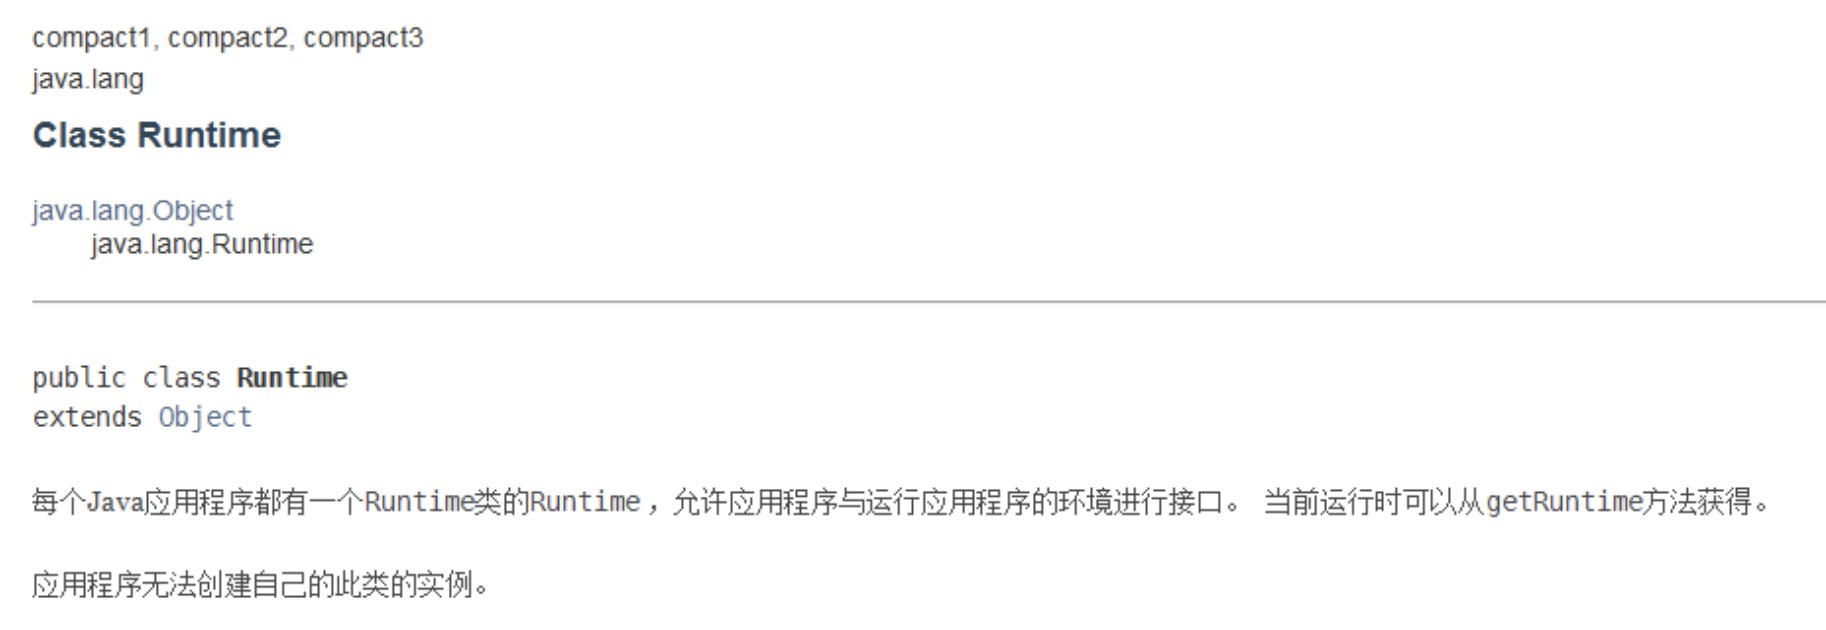 compact1, compact2, compact3
java.lang
Class Runtime
java.lang.Object
java.lang.Runtime
public class Runtime
extends Object
每个Java应用程序都有一个Runtime类的Runtime ，允许应用程序与运行应用程序的环境进行接口。 当前运行时可以从getRuntime方法获得。
应用程序无法创建自己的此类的实例。